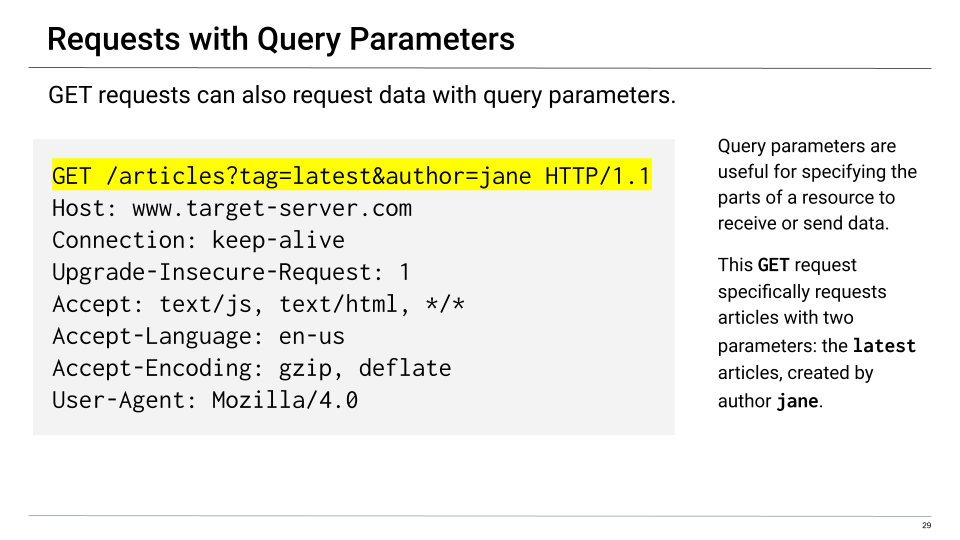 Requests with Query Parameters
GET requests can also request data with query parameters.
GET /articles?tag=latest&author=jane HTTP/1.1
Host: www.target-server.com
Connection: keep-alive
Upgrade-Insecure-Request: 1
Accept: text/js, text/html, */*
Accept-Language: en-us
Accept-Encoding: gzip, deflate
User-Agent: Mozilla/4.0
Query parameters are
useful for specifying the
parts of a resource to
receive or send data.
This GET request
specifically requests
articles with two
parameters: the latest
articles, created by
author jane.
29